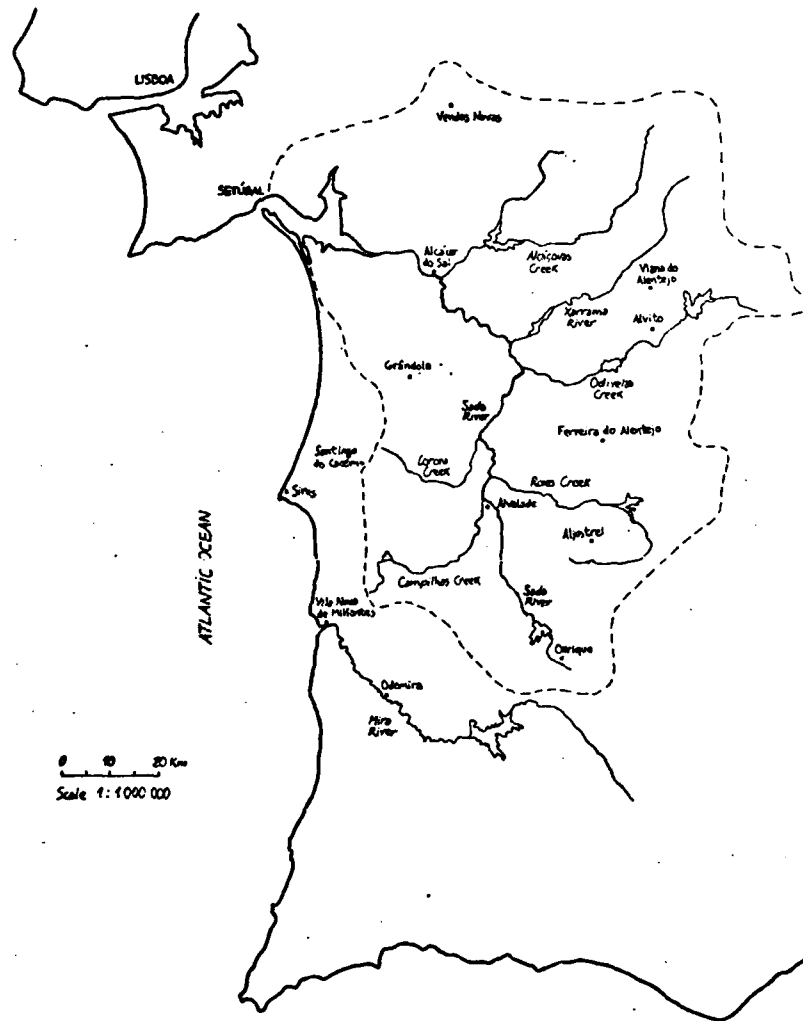 LISBOA
Vendas Novas
SETÚBAL
Alcácer
do Sal
Alcáçovas
Creek
Viana do
Alentejo
Xarrama
River
Alvito
Odivelas
Creek
Grândola
Sado
River
Ferreira do Alentejo
Santiago
do Cacém
Corona
Creek
Roxo Creek
Sines
Alvalade
Aljustrel
ATLANTIC OCEAN
Campilhas Creek
Sado
River
Vila Nova
de Milfontes
Ourique
Odemira
Mira
River
0 10 20 Km
Scale 1:1000 000